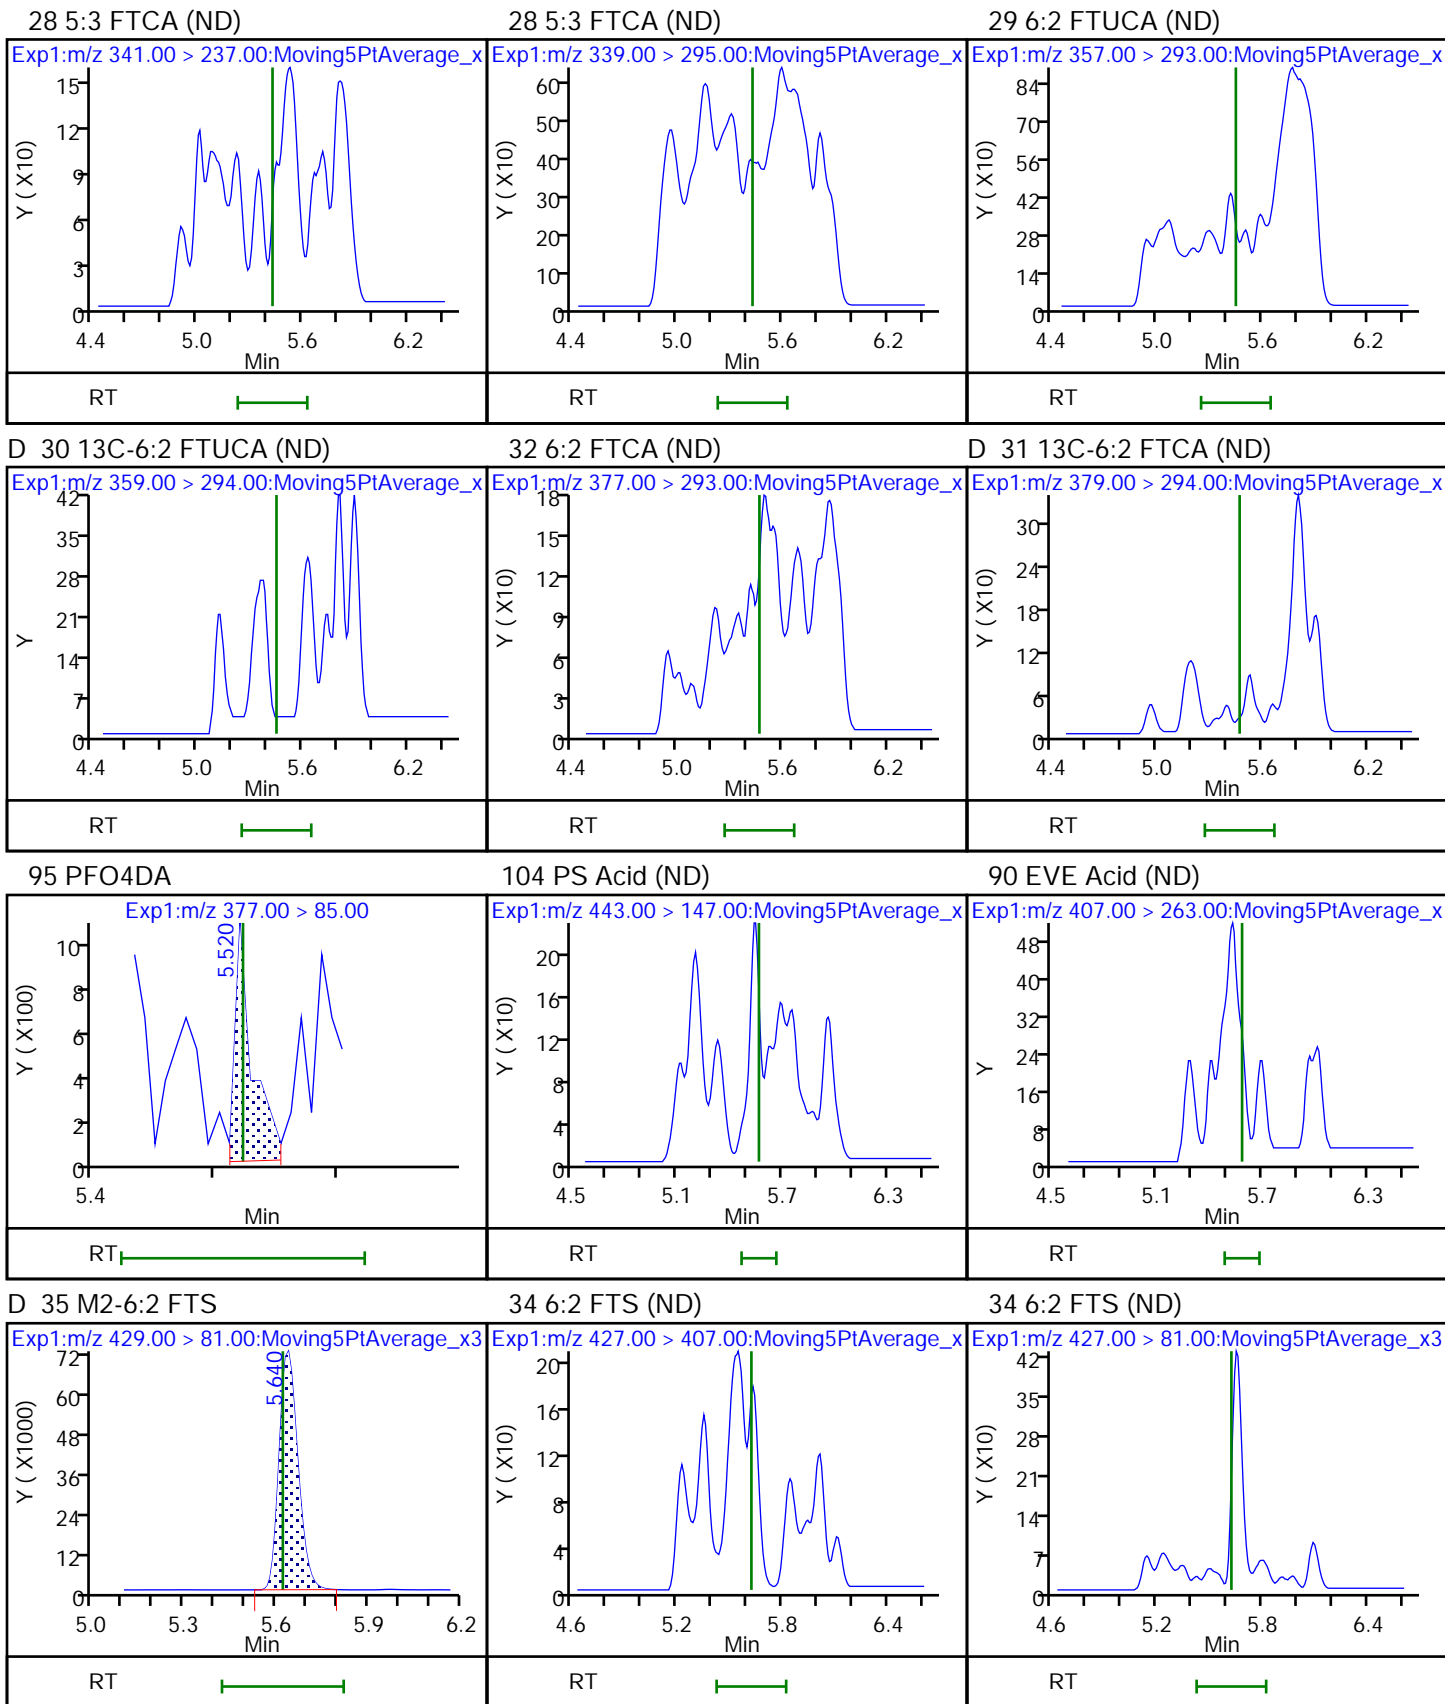 28 5:3 FTCA (ND)
28 5:3 FTCA (ND)
29 6:2 FTUCA (ND)
Exp1:m/z 341.00 > 237.00:Moving5PtAverage_x
Exp1:m/z 339.00 > 295.00:Moving5PtAverage_x
Exp1:m/z 357.00 > 293.00:Moving5PtAverage_x
Y ( X10)
15
12
9
6
3
0
4.4 5.0 5.6 6.2
Min
RT
Y ( X10)
60
50
40
30
20
10
0
4.4 5.0 5.6 6.2
Min
RT
Y ( X10)
84
70
56
42
28
14
0
4.4 5.0 5.6 6.2
Min
RT
D 30 13C-6:2 FTUCA (ND)
32 6:2 FTCA (ND)
D 31 13C-6:2 FTCA (ND)
Exp1:m/z 359.00 > 294.00:Moving5PtAverage_x
Exp1:m/z 377.00 > 293.00:Moving5PtAverage_x
Exp1:m/z 379.00 > 294.00:Moving5PtAverage_x
Y
42
35
28
21
14
7
0
4.4 5.0 5.6 6.2
Min
RT
Y ( X10)
18
15
12
9
6
3
0
4.4 5.0 5.6 6.2
Min
RT
Y ( X10)
30
24
18
12
6
0
4.4 5.0 5.6 6.2
Min
RT
95 PFO4DA
104 PS Acid (ND)
90 EVE Acid (ND)
Exp1:m/z 377.00 > 85.00
Exp1:m/z 443.00 > 147.00:Moving5PtAverage_x
Exp1:m/z 407.00 > 263.00:Moving5PtAverage_x
Y ( X100)
10
8
6
4
2
0
5.520
5.4
Min
RT
Y ( X10)
20
16
12
8
4
0
4.5 5.1 5.7 6.3
Min
RT
Y
48
40
32
24
16
8
0
4.5 5.1 5.7 6.3
Min
RT
D 35 M2-6:2 FTS
34 6:2 FTS (ND)
34 6:2 FTS (ND)
Exp1:m/z 429.00 > 81.00:Moving5PtAverage_x3
Exp1:m/z 427.00 > 407.00:Moving5PtAverage_x
Exp1:m/z 427.00 > 81.00:Moving5PtAverage_x3
Y ( X1000)
72
60
48
36
24
12
0
5.640
5.0 5.3 5.6 5.9 6.2
Min
RT
Y ( X10)
20
16
12
8
4
0
4.6 5.2 5.8 6.4
Min
RT
Y ( X10)
42
35
28
21
14
7
0
4.6 5.2 5.8 6.4
Min
RT